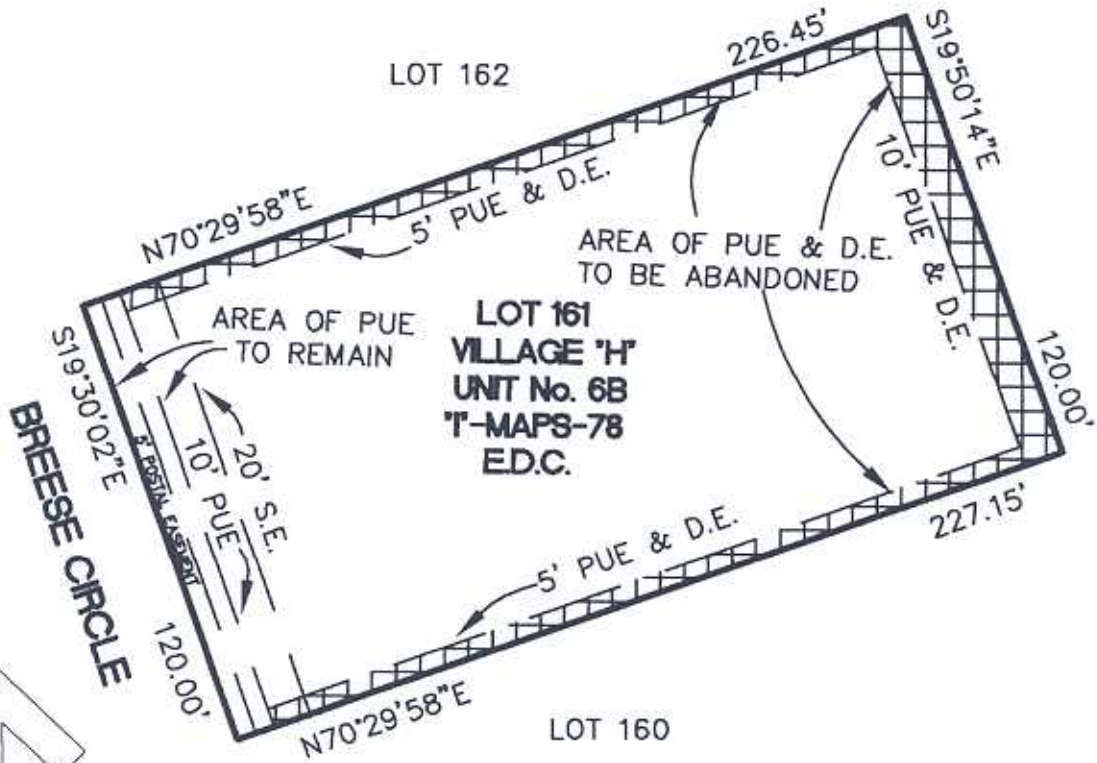 LOT 162
226.45'
S19°50'14"E
N70°29'58"E
5' PUE & D.E.
10' PUE & D.E.
AREA OF PUE & D.E.
TO BE ABANDONED
AREA OF PUE
TO REMAIN
LOT 161
VILLAGE "H"
UNIT No. 6B
"I"-MAPS-78
E.D.C.
S19°30'02"E
BREESE CIRCLE
5' POSTAL EASEMENT
10' PUE
20' S.E.
120.00'
120.00'
227.15'
5' PUE & D.E.
N70°29'58"E
LOT 160